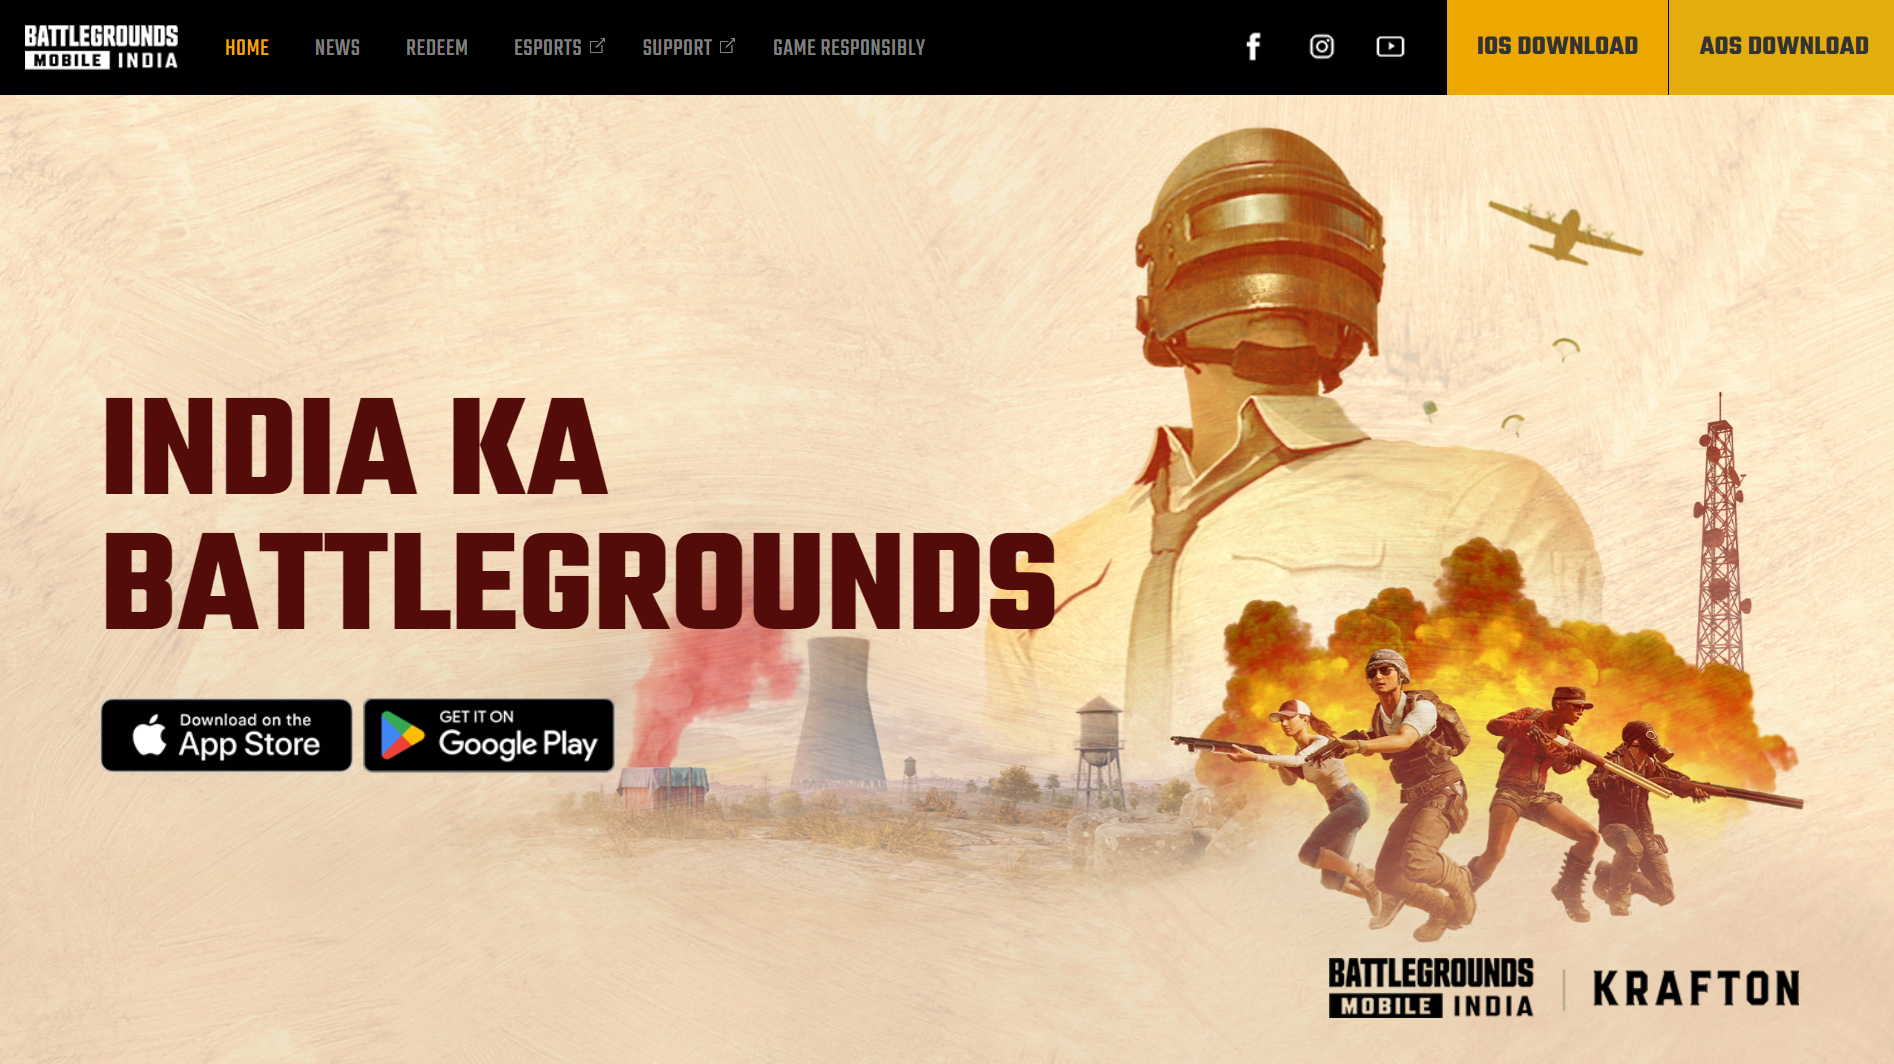 BATTLEGROUNDS
MOBILE INDIA
HOME
NEWS
REDEEM
ESPORTS
SUPPORT
GAME RESPONSIBLY
IOS DOWNLOAD
AOS DOWNLOAD
INDIA KA
BATTLEGROUNDS
Download on the
App Store
GET IT ON
Google Play
BATTLEGROUNDS
MOBILE INDIA
KRAFTON